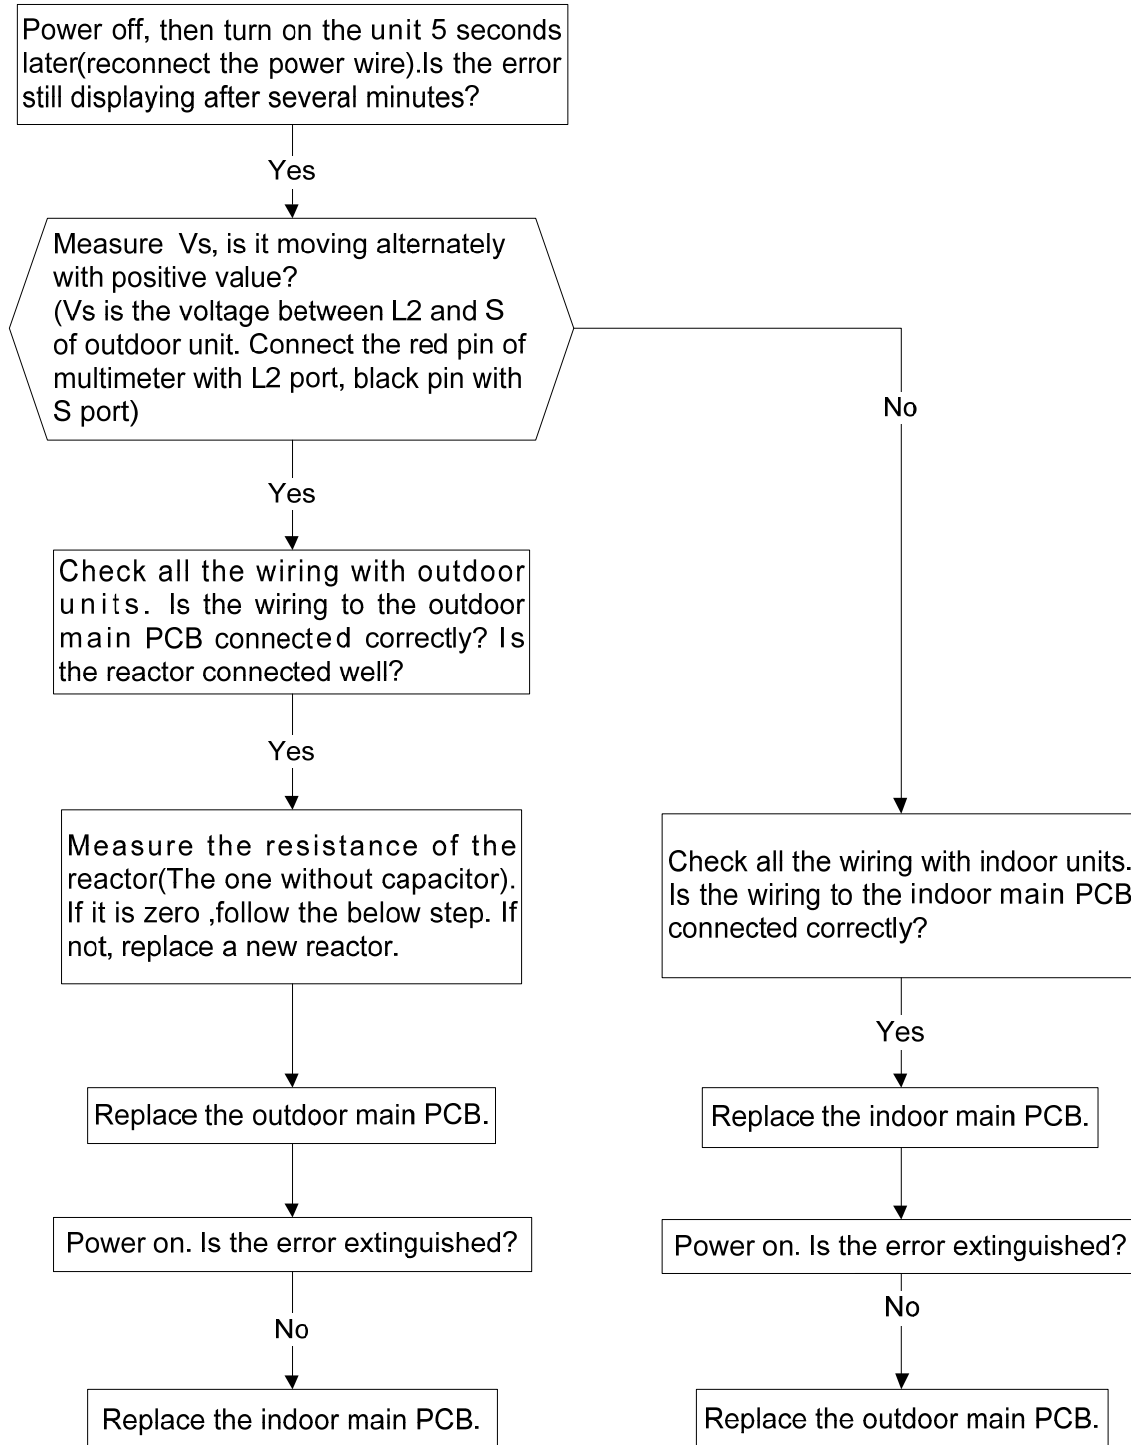 Power off, then turn on the unit 5 seconds
later(reconnect the power wire).Is the error
still displaying after several minutes?
Yes
Measure Vs, is it moving alternately
with positive value?
(Vs is the voltage between L2 and S
of outdoor unit. Connect the red pin of
multimeter with L2 port, black pin with
S port)
No
Yes
Check all the wiring with outdoor
units. Is the wiring to the outdoor
main PCB connected correctly? Is
the reactor connected well?
Yes
Measure the resistance of the
reactor(The one without capacitor).
If it is zero ,follow the below step. If
not, replace a new reactor.
Check all the wiring with indoor units.
Is the wiring to the indoor main PCB
connected correctly?
Yes
Replace the outdoor main PCB.
Replace the indoor main PCB.
Power on. Is the error extinguished?
Power on. Is the error extinguished?
No
No
Replace the indoor main PCB.
Replace the outdoor main PCB.